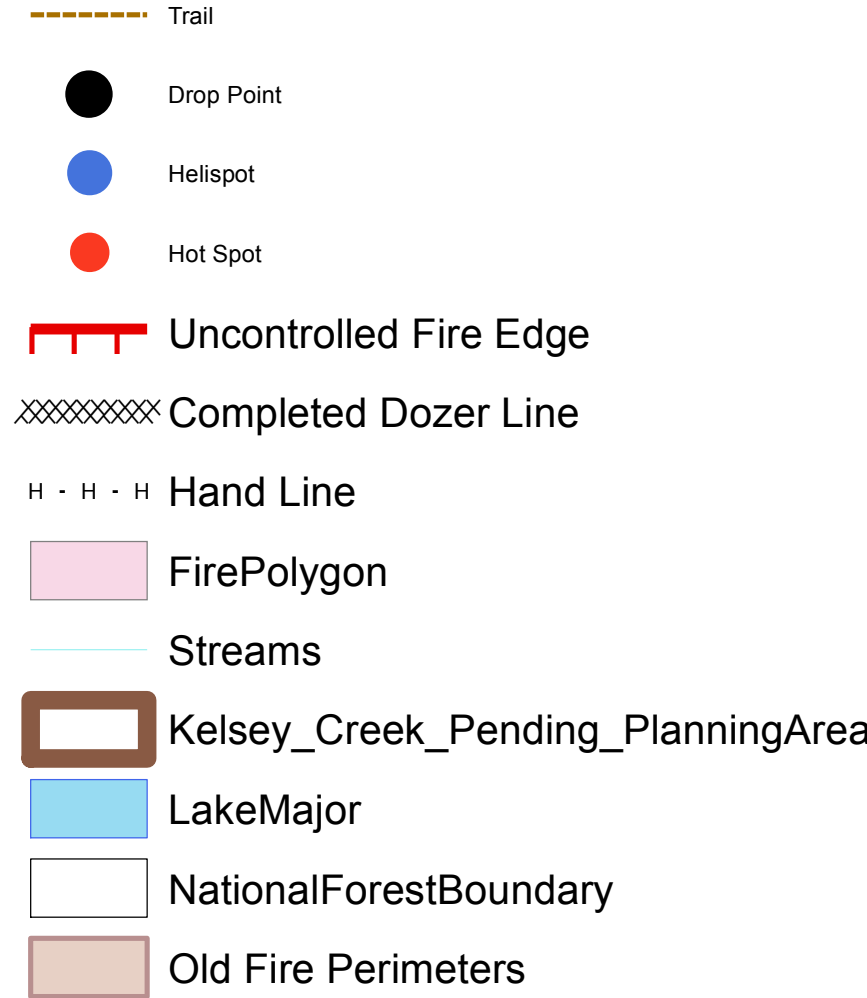 Trail
Drop Point
Helispot
Hot Spot
Uncontrolled Fire Edge
Completed Dozer Line
H - H - H Hand Line
FirePolygon
Streams
Kelsey_Creek_Pending_PlanningArea
LakeMajor
NationalForestBoundary
Old Fire Perimeters